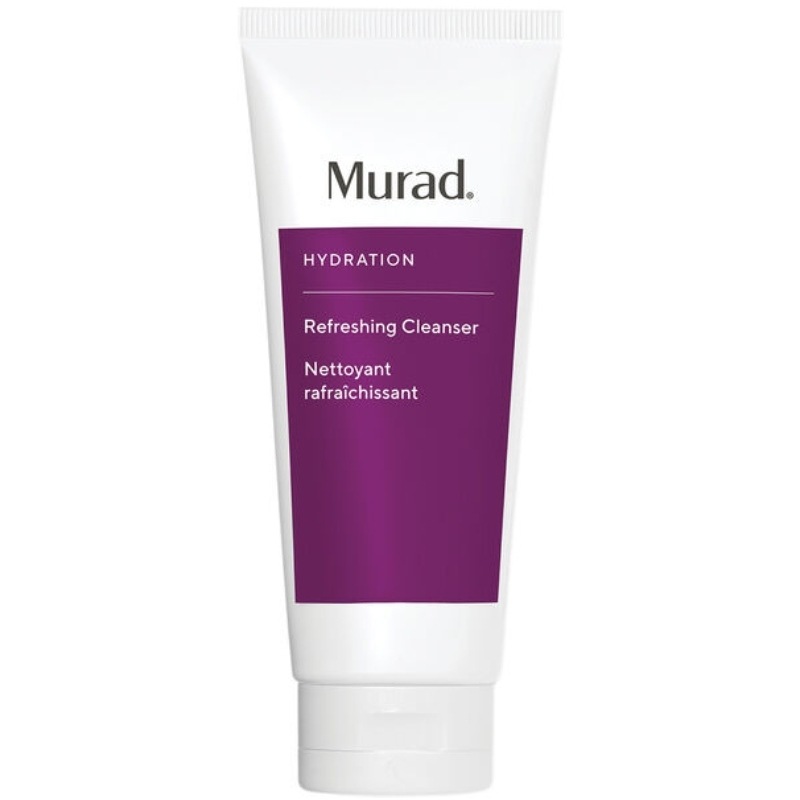 Murad®
HYDRATION
Refreshing Cleanser
Nettoyant
rafraîchissant